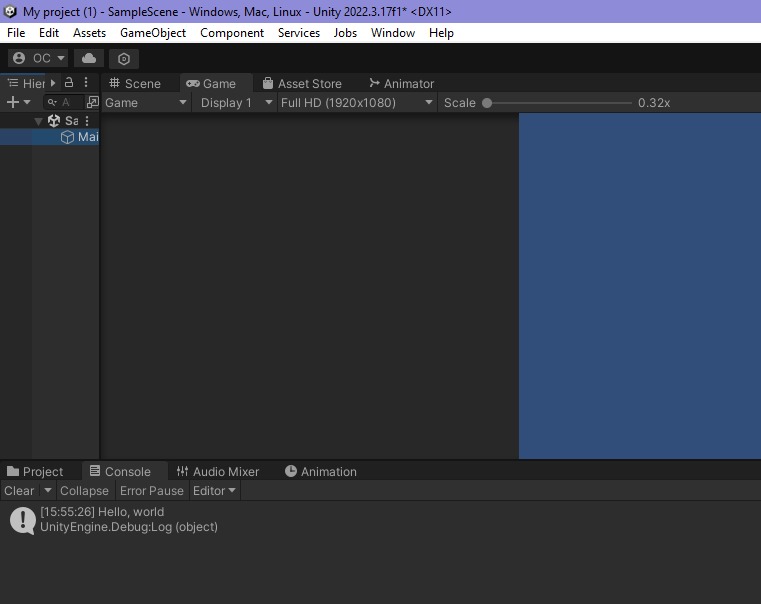 My project (1) - SampleScene - Windows, Mac, Linux - Unity 2022.3.17f1* <DX11>
File Edit Assets GameObject Component Services Jobs Window Help
OC
Hier Scene Game Asset Store Animator
A Game Display 1 Full HD (1920x1080) Scale 0.32x
Sa
Mai
Project Console Audio Mixer Animation
Clear Collapse Error Pause Editor
[15:55:26] Hello, world
UnityEngine.Debug:Log (object)